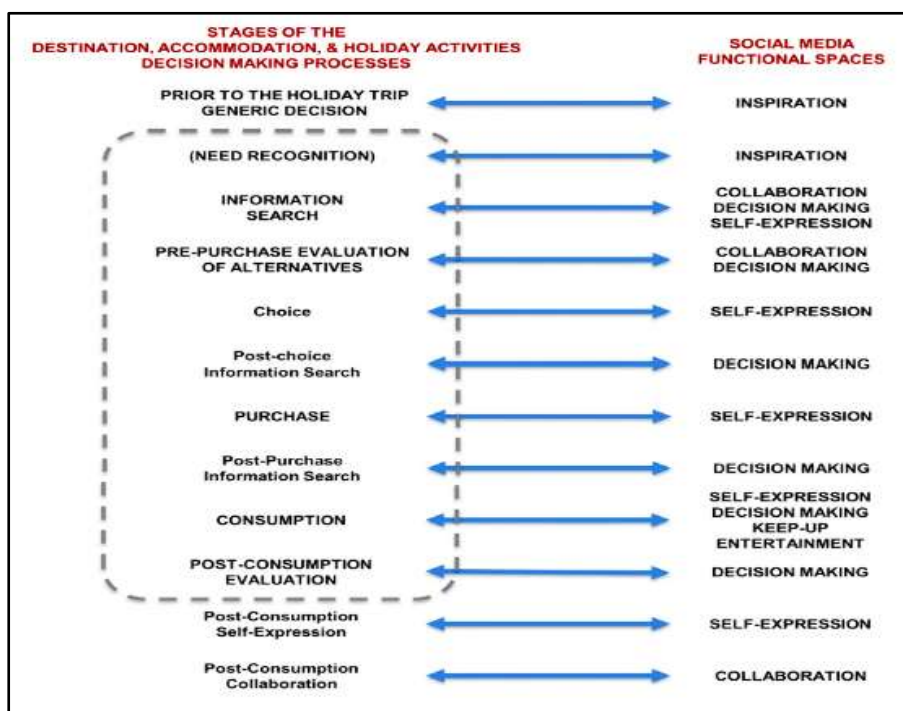 STAGES OF THE
DESTINATION, ACCOMMODATION, & HOLIDAY ACTIVITIES
DECISION MAKING PROCESSES
SOCIAL MEDIA
FUNCTIONAL SPACES
PRIOR TO THE HOLIDAY TRIP
GENERIC DECISION
INSPIRATION
(NEED RECOGNITION)
INSPIRATION
INFORMATION
SEARCH
COLLABORATION
DECISION MAKING
SELF-EXPRESSION
PRE-PURCHASE EVALUATION
OF ALTERNATIVES
COLLABORATION
DECISION MAKING
Choice
SELF-EXPRESSION
Post-choice
Information Search
DECISION MAKING
PURCHASE
SELF-EXPRESSION
Post-Purchase
Information Search
DECISION MAKING
CONSUMPTION
SELF-EXPRESSION
DECISION MAKING
KEEP-UP
ENTERTAINMENT
POST-CONSUMPTION
EVALUATION
DECISION MAKING
Post-Consumption
Self-Expression
SELF-EXPRESSION
Post-Consumption
Collaboration
COLLABORATION